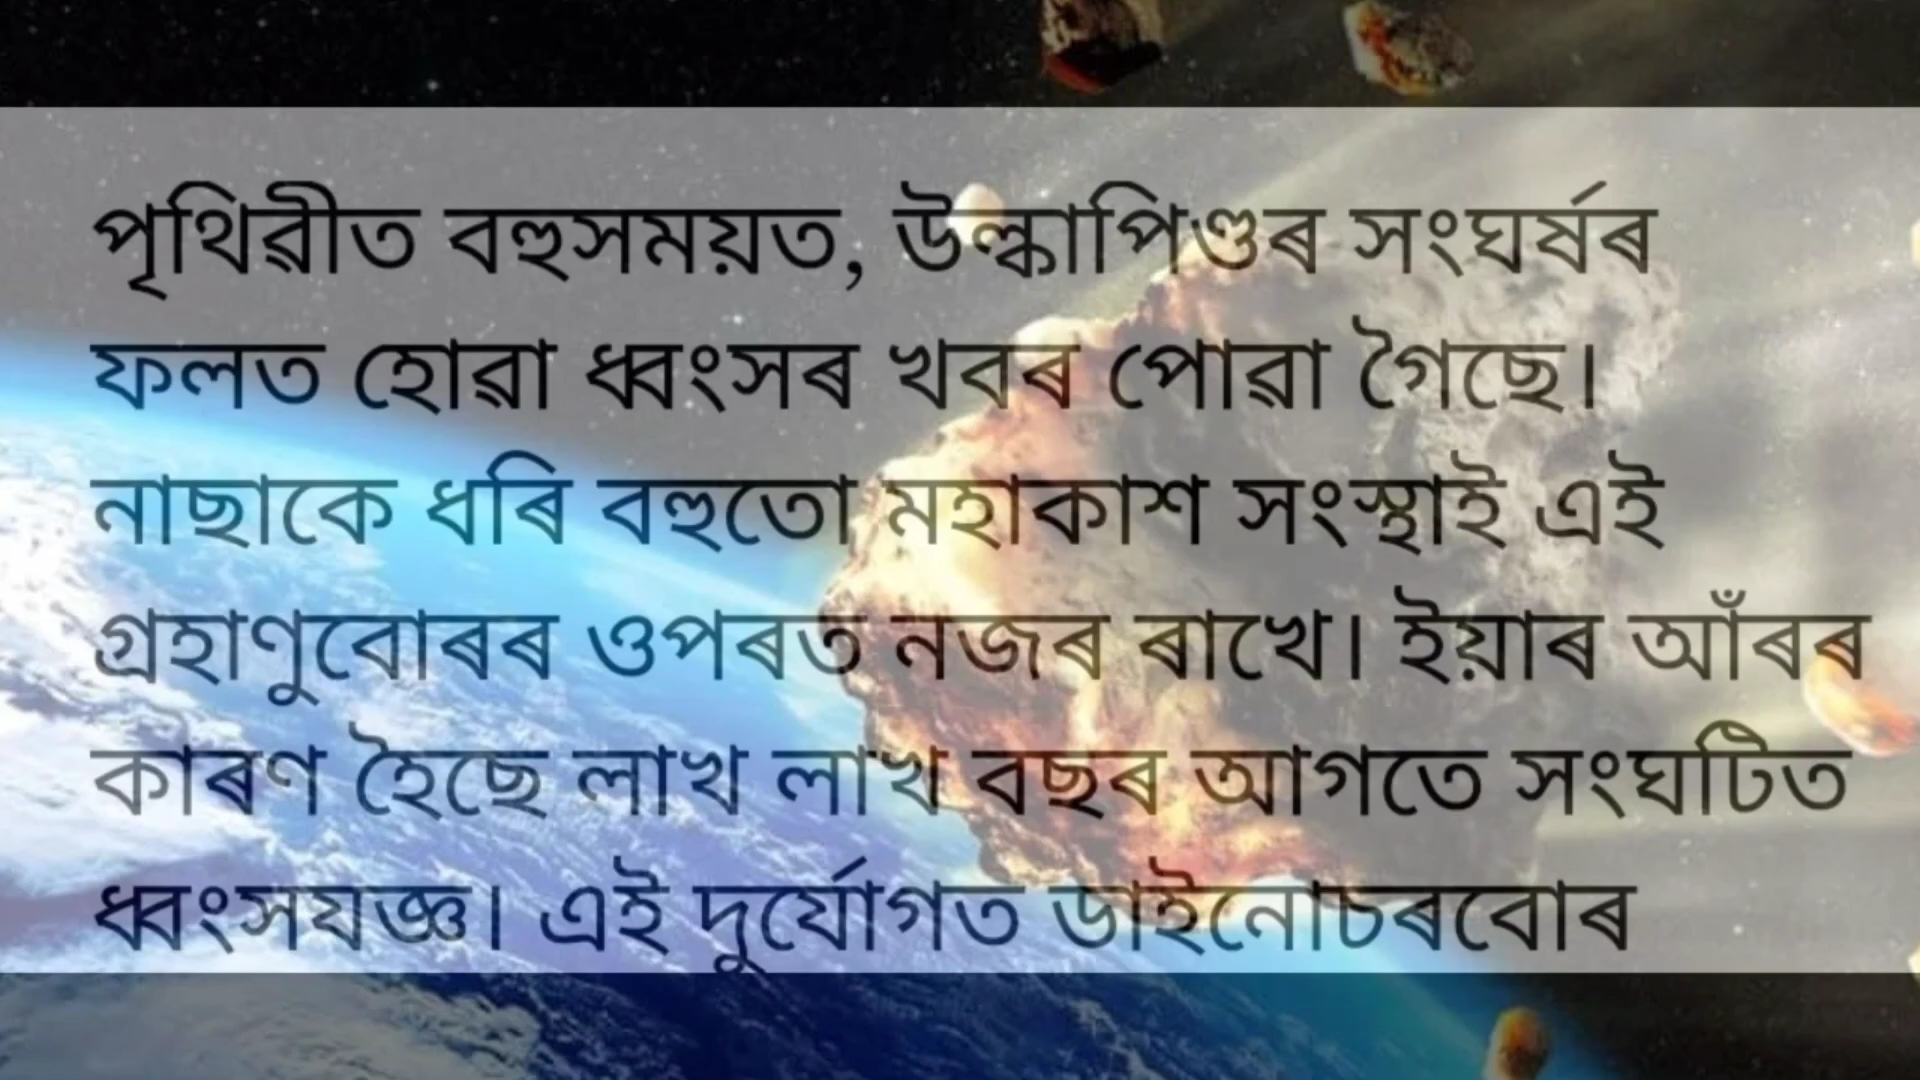 পৃথিৱীত বহুসময়ত, উল্কাপিণ্ডৰ সংঘৰ্ষৰ
ফলত হোৱা ধ্বংসৰ খবৰ পোৱা গৈছে।
নাছাকে ধৰি বহুতো মহাকাশ সংস্থাই এই
গ্ৰহাণুবোৰৰ ওপৰত নজৰ ৰাখে। ইয়াৰ আঁৰৰ
কাৰণ হৈছে লাখ লাখ বছৰ আগতে সংঘটিত
ধ্বংসযজ্ঞ। এই দুৰ্যোগত ডাইনোচৰবোৰ